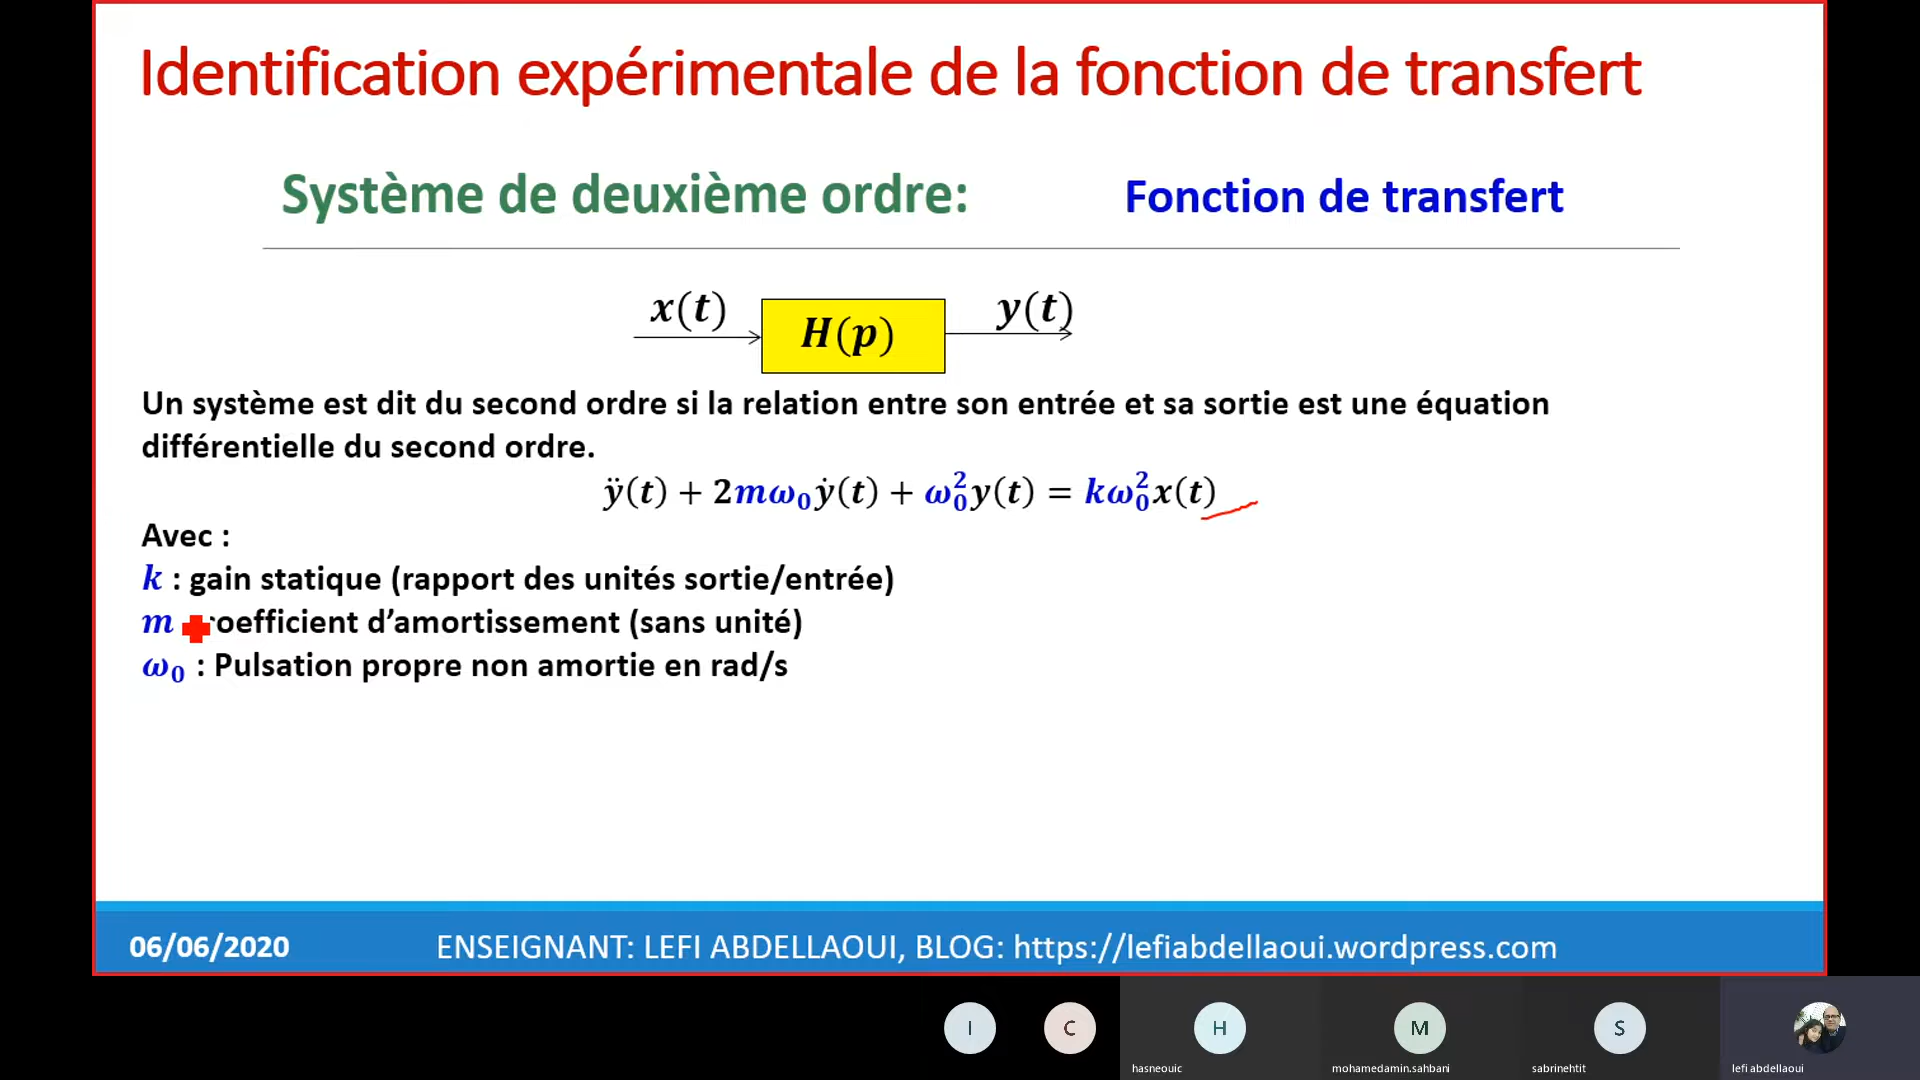 Identification expérimentale de la fonction de transfert
Système de deuxième ordre: Fonction de transfert
x(t) H(p) y(t)
Un système est dit du second ordre si la relation entre son entrée et sa sortie est une équation
différentielle du second ordre.
ÿ(t) + 2mω₀ẏ(t) + ω₀²y(t) = kω₀²x(t)
Avec :
k : gain statique (rapport des unités sortie/entrée)
m coefficient d’amortissement (sans unité)
ω₀ : Pulsation propre non amortie en rad/s
06/06/2020 ENSEIGNANT: LEFI ABDELLAOUI, BLOG: https://lefiabdellaoui.wordpress.com
I C H M S
hasneouic mohamedamin.sahbani sabrinehtit lefi abdellaoui